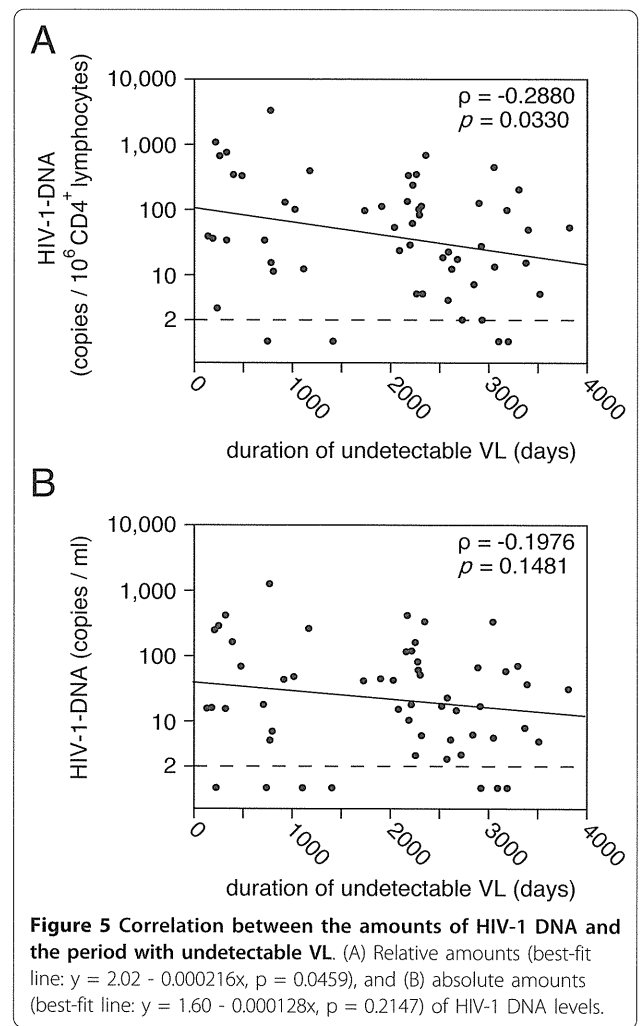 A
HIV-1-DNA
(copies / 10⁶ CD4⁺ lymphocytes)
10,000
1,000
100
10
2
ρ = -0.2880
p = 0.0330
0
1000
2000
3000
4000
duration of undetectable VL (days)
B
HIV-1-DNA (copies / ml)
10,000
1,000
100
10
2
ρ = -0.1976
p = 0.1481
0
1000
2000
3000
4000
duration of undetectable VL (days)
Figure 5 Correlation between the amounts of HIV-1 DNA and
the period with undetectable VL. (A) Relative amounts (best-fit
line: y = 2.02 - 0.000216x, p = 0.0459), and (B) absolute amounts
(best-fit line: y = 1.60 - 0.000128x, p = 0.2147) of HIV-1 DNA levels.